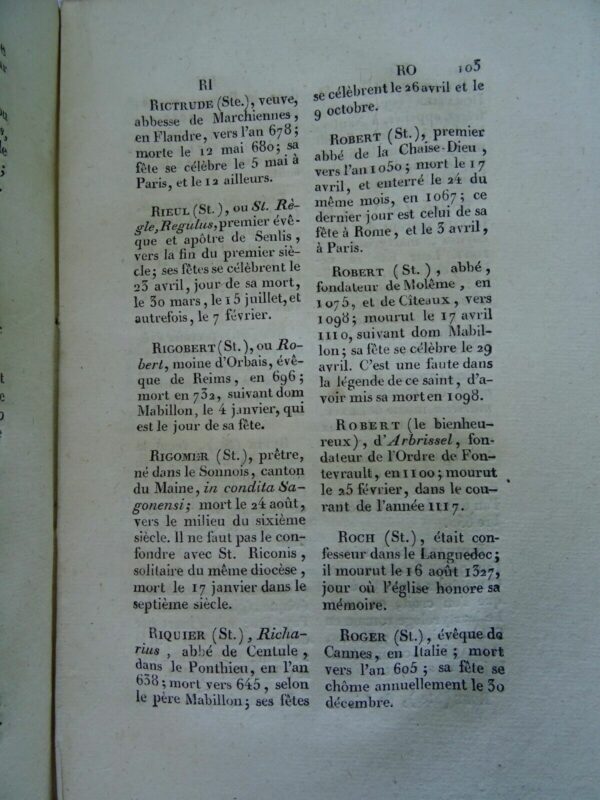 RI
RICTRUDE (Ste.), veuve,
abbesse de Marchiennes,
en Flandre, vers l'an 678;
morte le 12 mai 680; sa
fête se célèbre le 5 mai à
Paris, et le 12 ailleurs.
RIEUL (St.), ou St. Rè-
gle, Regulus, premier évê-
que et apôtre de Senlis,
vers la fin du premier siè-
cle; ses fêtes se célèbrent le
23 avril, jour de sa mort,
le 30 mars, le 15 juillet, et
autrefois, le 7 février.
RIGOBERT (St.), ou Ro-
bert, moine d'Orbais, évê-
que de Reims, en 696;
mort en 732, suivant dom
Mabillon, le 4 janvier, qui
est le jour de sa fête.
RIGOMER (St.), prêtre,
né dans le Sonnois, canton
du Maine, in condita Sa-
gonensi; mort le 24 août,
vers le milieu du sixième
siècle. Il ne faut pas le con-
fondre avec St. Riconis,
solitaire du même diocèse,
mort le 17 janvier dans le
septième siècle.
RIQUIER (St.), Richa-
rius, abbé de Centule,
dans le Ponthieu, en l'an
638; mort vers 645, selon
le père Mabillon; ses fêtes
RO 105
se célèbrent le 26 avril et le
9 octobre.
ROBERT (St.), premier
abbé de la Chaise-Dieu,
vers l'an 1050; mort le 17
avril, et enterré le 24 du
même mois, en 1067; ce
dernier jour est celui de sa
fête à Rome, et le 3 avril,
à Paris.
ROBERT (St.), abbé,
fondateur de Molême, en
1075, et de Cîteaux, vers
1098; mourut le 17 avril
1110, suivant dom Mabil-
lon; sa fête se célèbre le 29
avril. C'est une faute dans
la légende de ce saint, d'a-
voir mis sa mort en 1098.
ROBERT (le bienheu-
reux), d'Arbrissel, fon-
dateur de l'Ordre de Fon-
tevrault, en 1100; mourut
le 25 février, dans le cou-
rant de l'année 1117.
ROCH (St.), était con-
fesseur dans le Languedoc;
il mourut le 16 août 1327,
jour où l'église honore sa
mémoire.
ROGER (St.), évêque de
Cannes, en Italie; mort
vers l'an 605; sa fête se
chôme annuellement le 30
décembre.